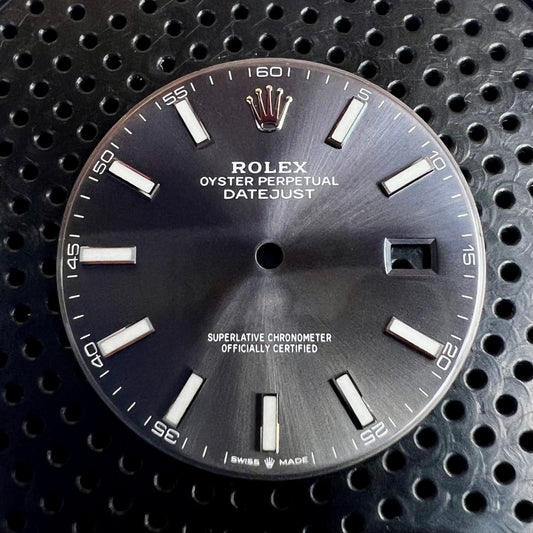 60
5
10
15
20
25
30
35
40
45
50
55
ROLEX
OYSTER PERPETUAL
DATEJUST
SUPERLATIVE CHRONOMETER
OFFICIALLY CERTIFIED
SWISS MADE